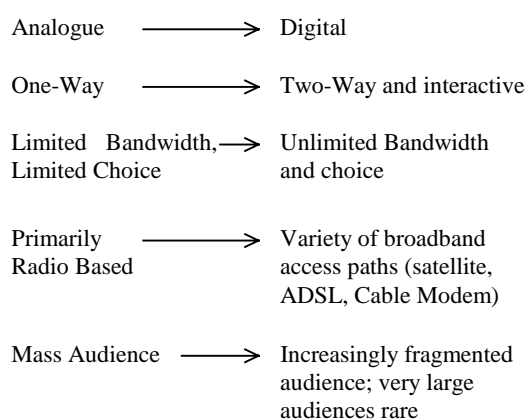 Analogue Digital
One-Way Two-Way and interactive
Limited Bandwidth, Unlimited Bandwidth
Limited Choice and choice
Primarily Variety of broadband
Radio Based access paths (satellite,
ADSL, Cable Modem)
Mass Audience Increasingly fragmented
audience; very large
audiences rare